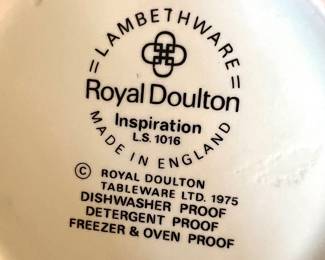 =LAMBETHWARE=
Royal Doulton
Inspiration
L.S. 1016
MADE IN ENGLAND
© ROYAL DOULTON
TABLEWARE LTD. 1975
DISHWASHER PROOF
DETERGENT PROOF
FREEZER & OVEN PROOF